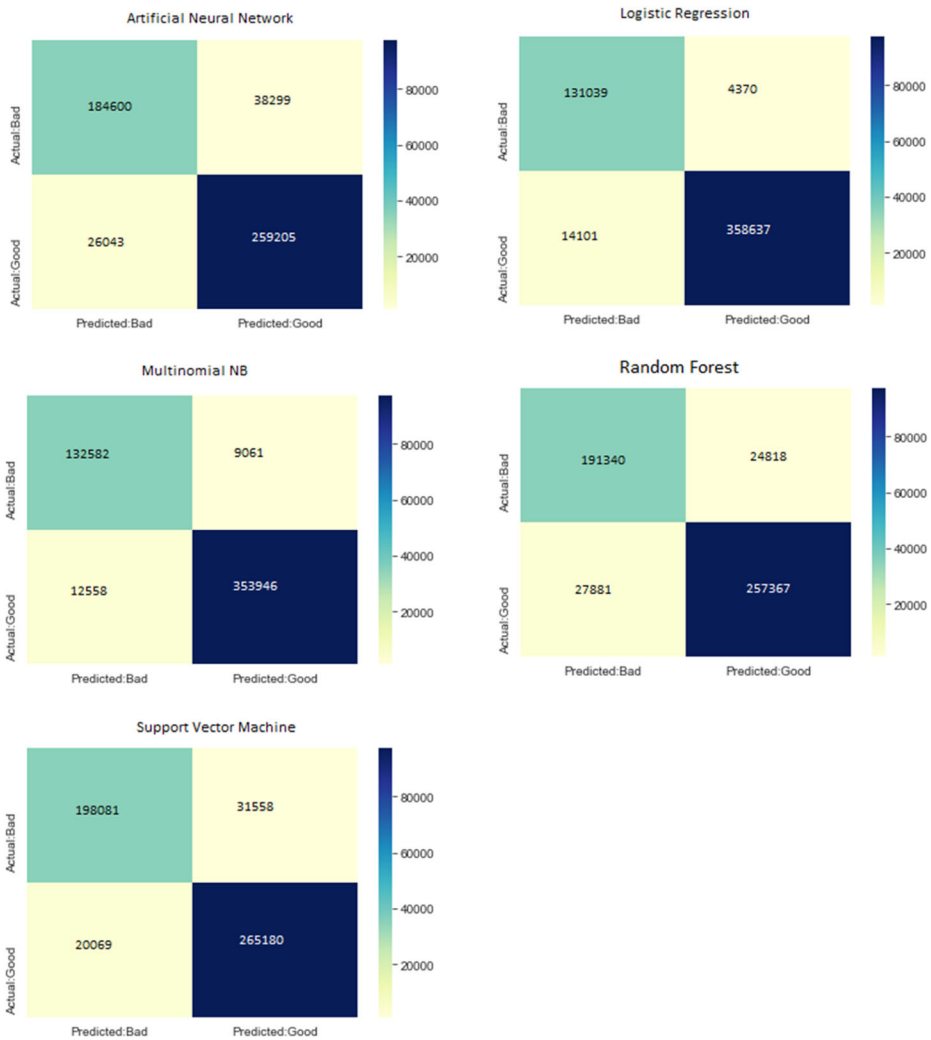 Artificial Neural Network
Actual:Bad
184600
38299
Actual:Good
26043
259205
Predicted:Bad
Predicted:Good
80000
60000
40000
20000
Logistic Regression
Actual:Bad
131039
4370
Actual:Good
14101
358637
Predicted:Bad
Predicted:Good
80000
60000
40000
20000
Multinomial NB
Actual:Bad
132582
9061
Actual:Good
12558
353946
Predicted:Bad
Predicted:Good
80000
60000
40000
20000
Random Forest
Actual:Bad
191340
24818
Actual:Good
27881
257367
Predicted:Bad
Predicted:Good
80000
60000
40000
20000
Support Vector Machine
Actual:Bad
198081
31558
Actual:Good
20069
265180
Predicted:Bad
Predicted:Good
80000
60000
40000
20000